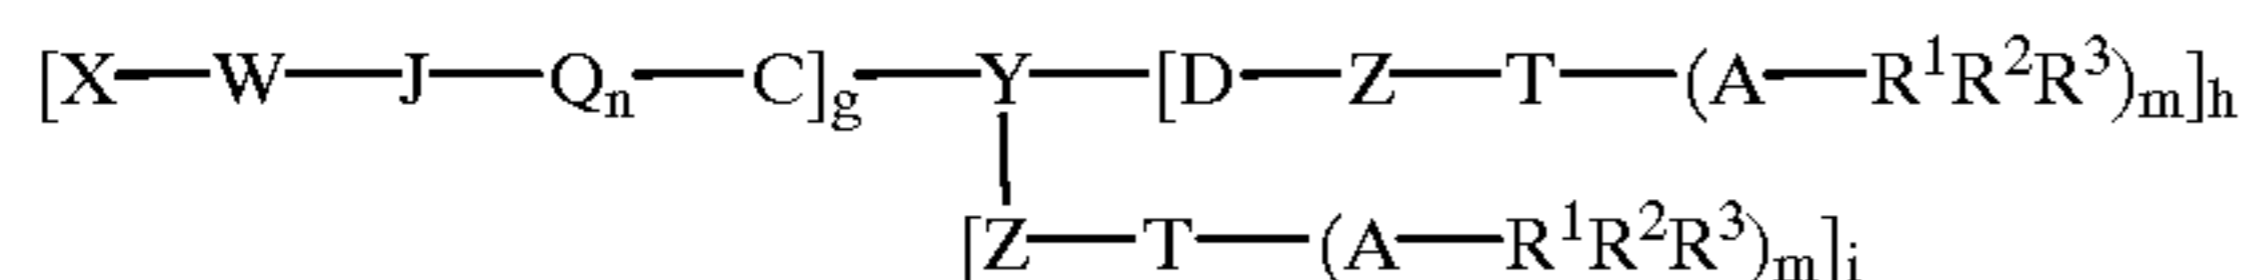 [X—W—J—Qₙ—C]g—Y—[D—Z—T—(A—R¹R²R³)ₘ]ₕ
[Z—T—(A—R¹R²R³)ₘ]ᵢ